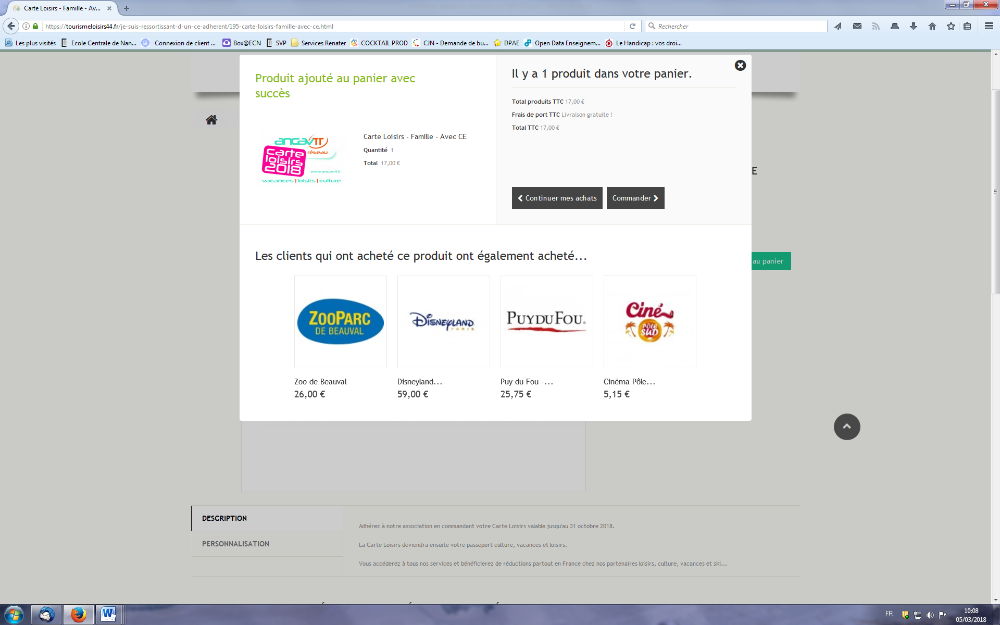 Carte Loisirs - Famille - Av...
https://tourismeloisirs44.fr/je-suis-ressortissant-d-un-ce-adherent/195-carte-loisirs-famille-avec-ce.html
Rechercher
Les plus visités
Ecole Centrale de Nan...
Connexion de client ...
Box@ECN
SVP
Services Renater
COCKTAIL PROD
CJN - Demande de bu...
DPAE
Open Data Enseignem...
Le Handicap : vos droi...
Produit ajouté au panier avec
succès
ancavTT
réseau
Carte
loisirs
2018
www.ancavtt.fr
vacances | loisirs | culture
Carte Loisirs - Famille - Avec CE
Quantité 1
Total 17,00 €
Il y a 1 produit dans votre panier.
Total produits TTC 17,00 €
Frais de port TTC Livraison gratuite !
Total TTC 17,00 €
Continuer mes achats
Commander
E
au panier
Les clients qui ont acheté ce produit ont également acheté...
ZOOPARC
DE BEAUVAL
DISNEYLAND
PARIS
PUY DU FOU®
Ciné
PÔLE
SUD
Zoo de Beauval
26,00 €
Disneyland...
59,00 €
Puy du Fou -...
25,75 €
Cinéma Pôle...
5,15 €
DESCRIPTION
PERSONNALISATION
Adhérez à notre association en commandant votre Carte Loisirs valable jusqu'au 31 octobre 2018.
La Carte Loisirs deviendra ensuite votre passeport culture, vacances et loisirs.
Vous accéderez à tous nos services et bénéficierez de réductions partout en France chez nos partenaires loisirs, culture, vacances et ski...
FR
10:08
05/03/2018